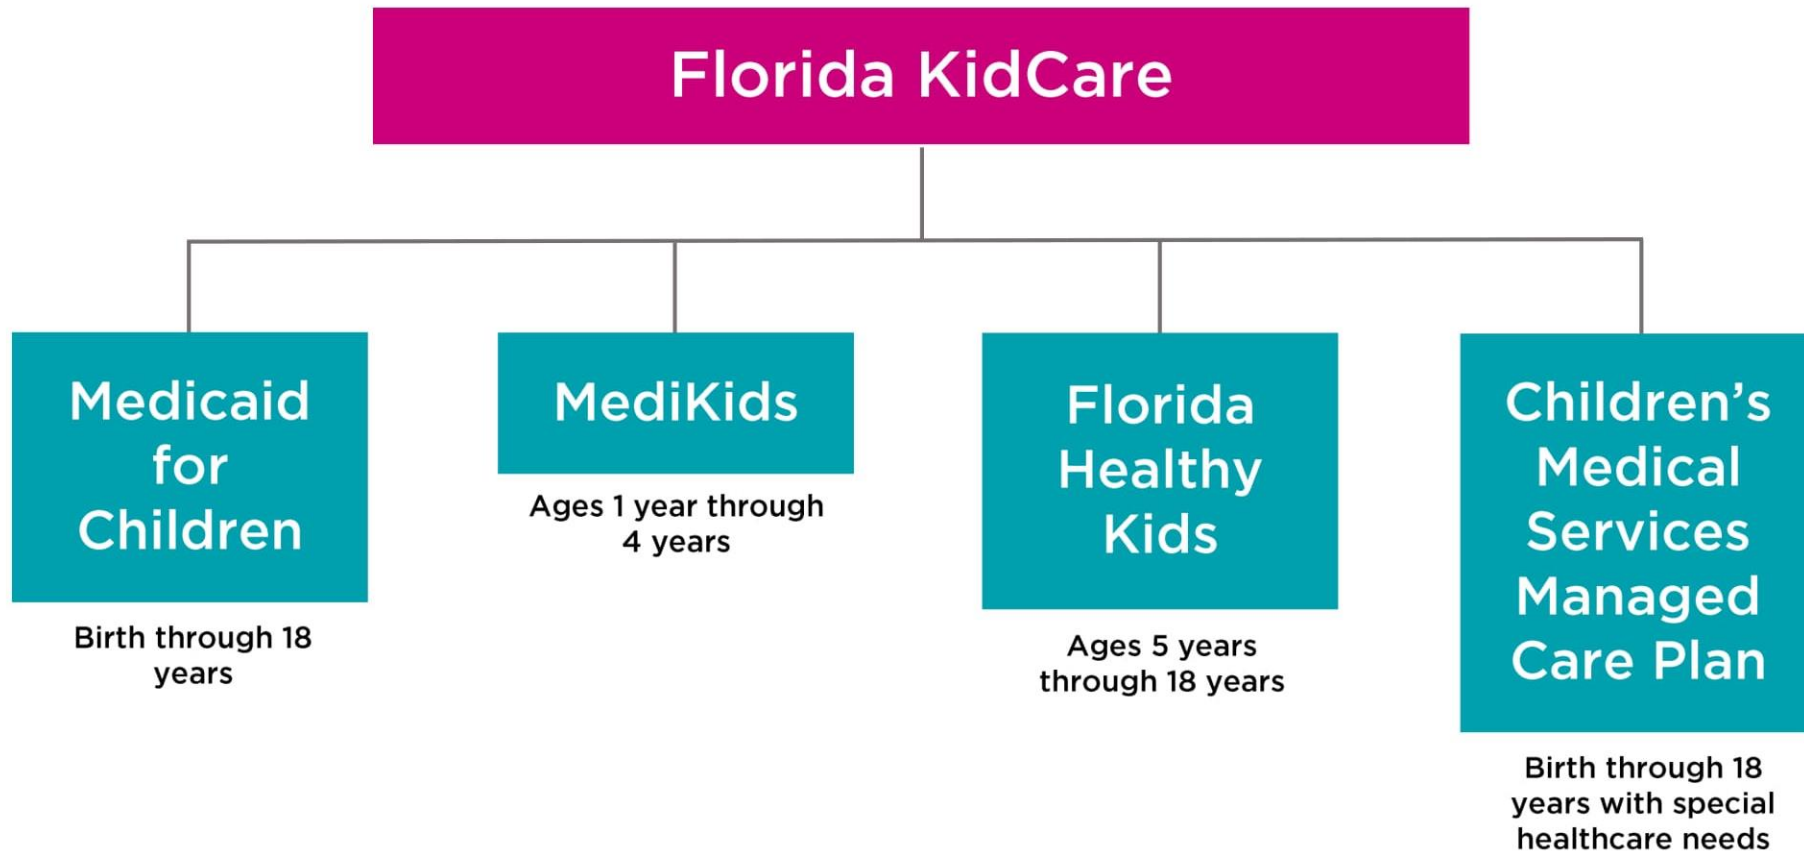 Florida KidCare
Medicaid
for
Children
Birth through 18
years
MediKids
Ages 1 year through
4 years
Florida
Healthy
Kids
Ages 5 years
through 18 years
Children’s
Medical
Services
Managed
Care Plan
Birth through 18
years with special
healthcare needs